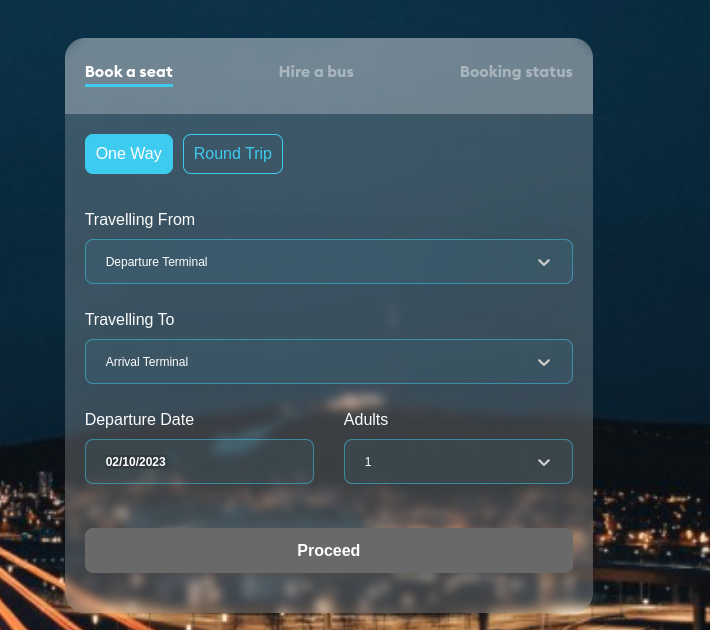 Book a seat Hire a bus Booking status
One Way Round Trip
Travelling From
Departure Terminal
Travelling To
Arrival Terminal
Departure Date Adults
02/10/2023 1
Proceed